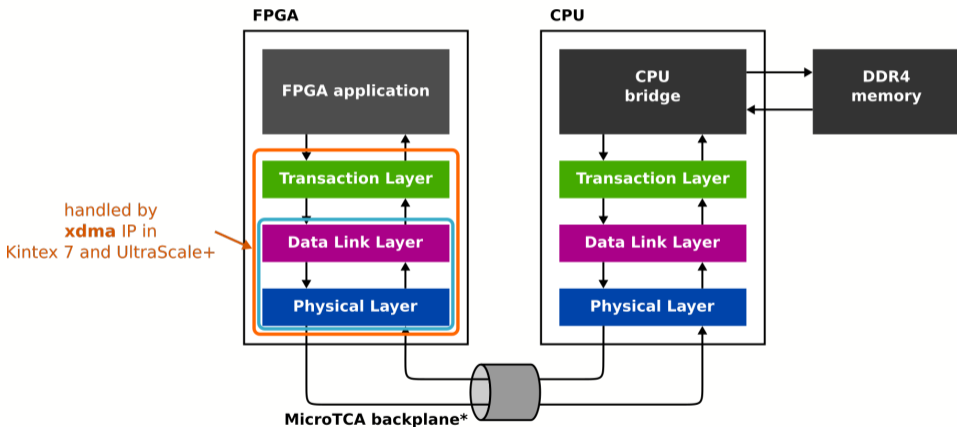 FPGA
CPU
FPGA application
CPU
bridge
DDR4
memory
Transaction Layer
Transaction Layer
handled by
xdma IP in
Kintex 7 and UltraScale+
Data Link Layer
Data Link Layer
Physical Layer
Physical Layer
MicroTCA backplane*